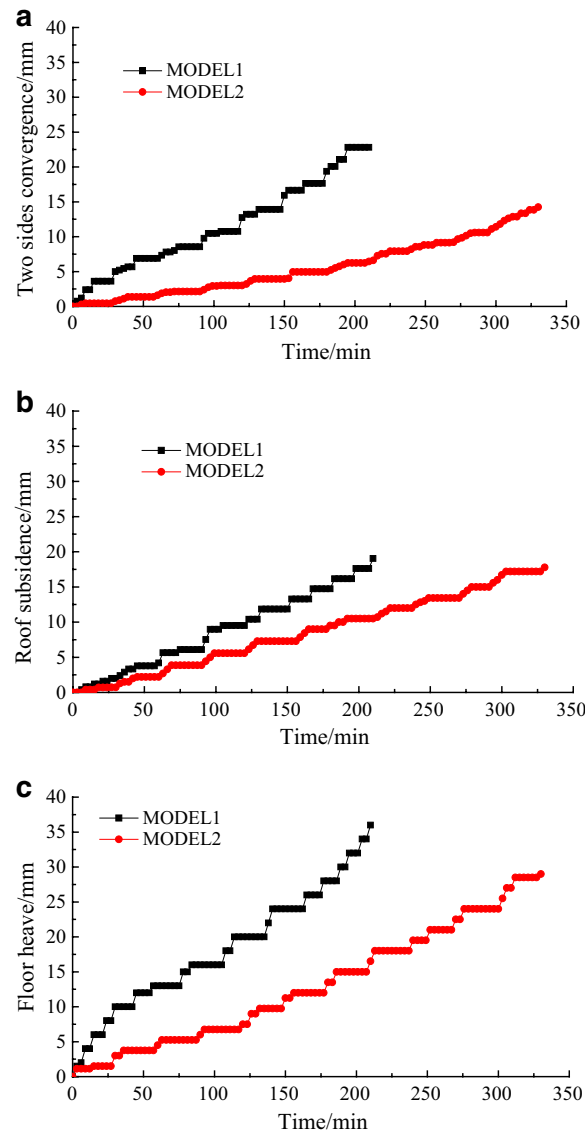 a
40
35
30
25
20
15
10
5
0
Two sides convergence/mm
MODEL1
MODEL2
50 100 150 200 250 300 350
Time/min
b
40
35
30
25
20
15
10
5
0
Roof subsidence/mm
MODEL1
MODEL2
0 50 100 150 200 250 300 350
Time/min
c
40
35
30
25
20
15
10
5
0
Floor heave/mm
MODEL1
MODEL2
50 100 150 200 250 300 350
Time/min